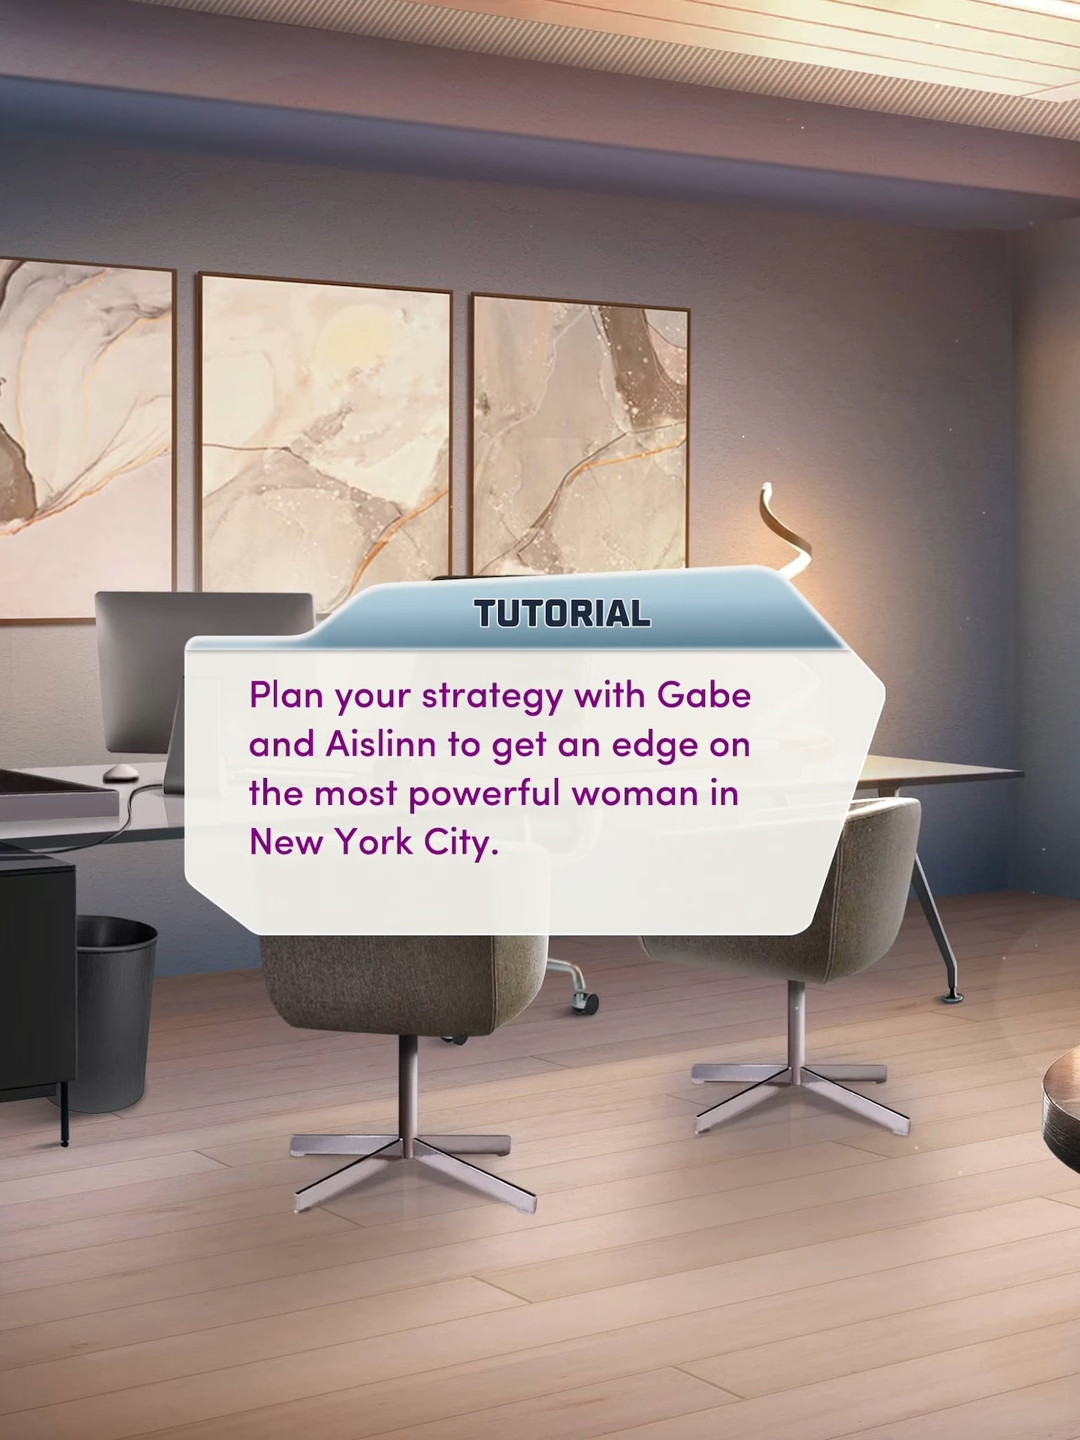 TUTORIAL
Plan your strategy with Gabe
and Aislinn to get an edge on
the most powerful woman in
New York City.